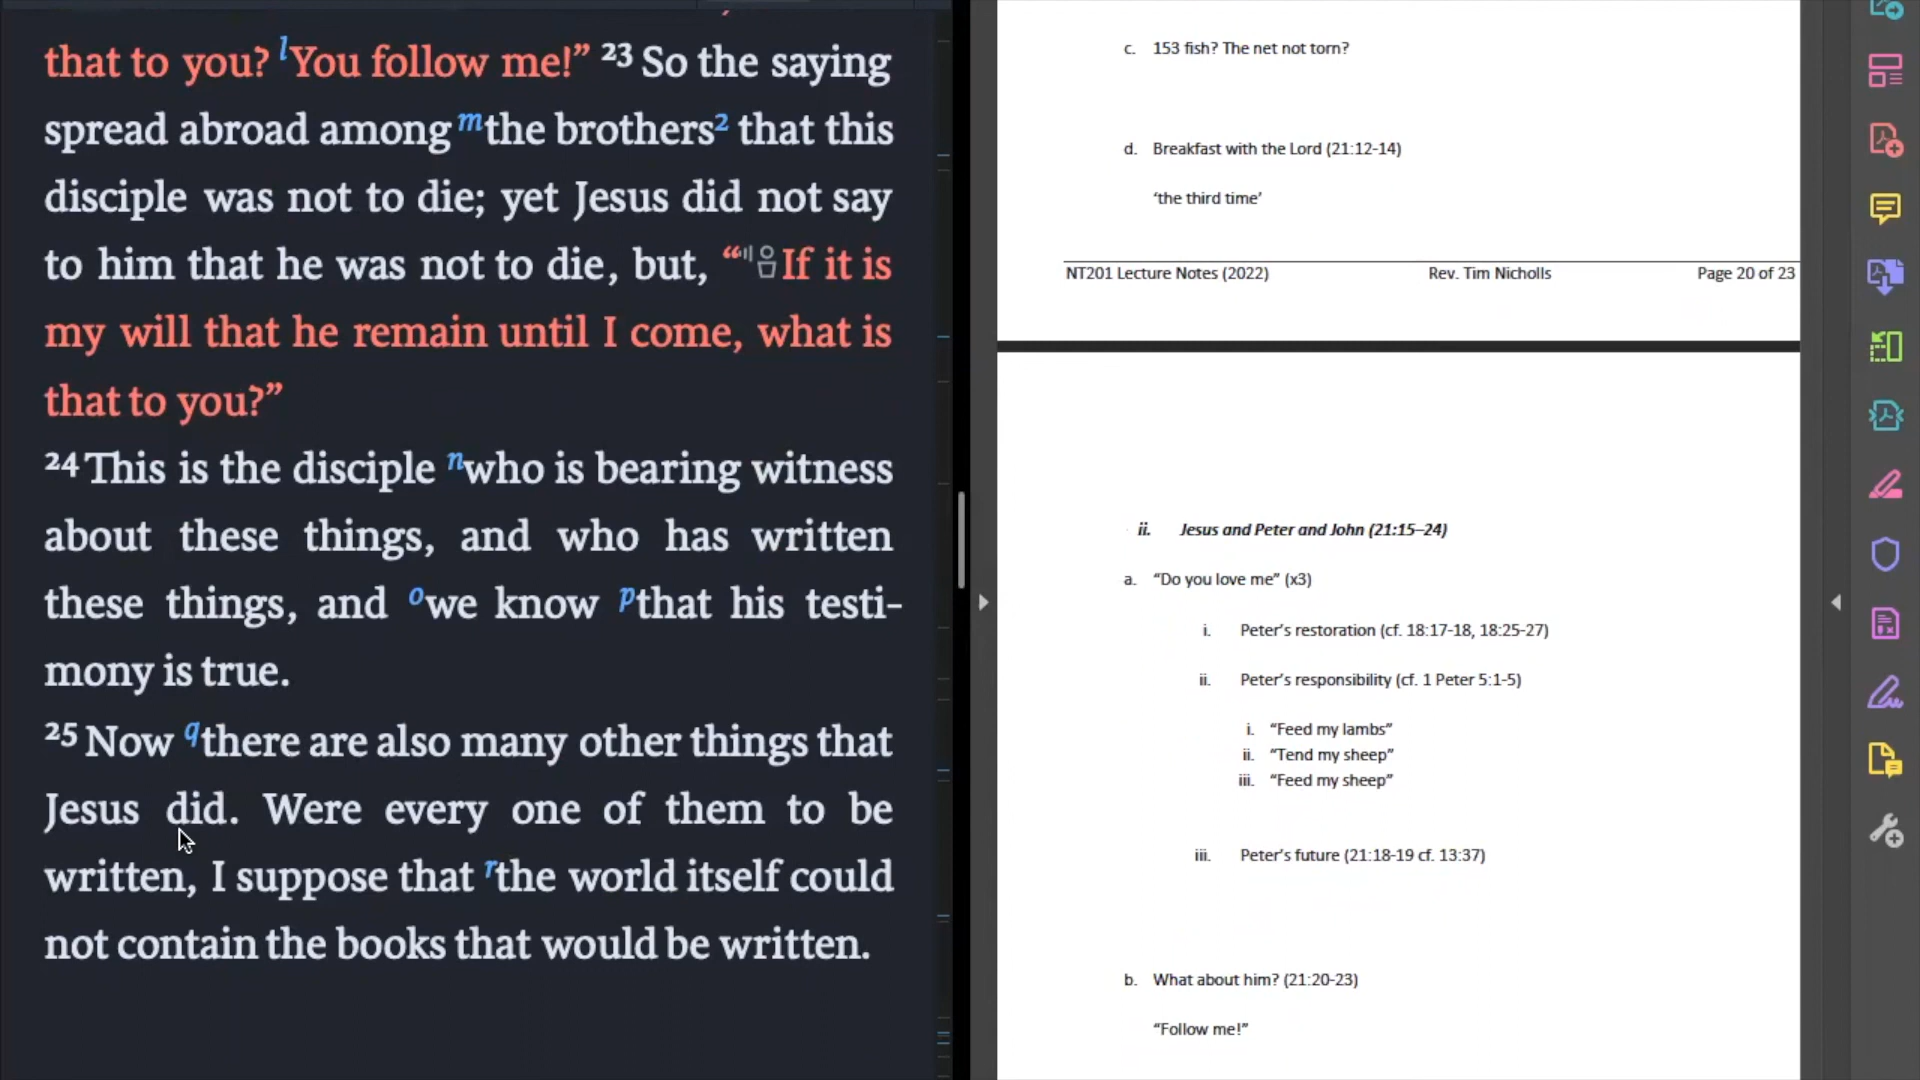 that to you? lYou follow me!” 23 So the saying
spread abroad among mthe brothers2 that this
disciple was not to die; yet Jesus did not say
to him that he was not to die, but, “If it is
my will that he remain until I come, what is
that to you?”
24 This is the disciple nwho is bearing witness
about these things, and who has written
these things, and owe know pthat his testi-
mony is true.
25 Now qthere are also many other things that
Jesus did. Were every one of them to be
written, I suppose that rthe world itself could
not contain the books that would be written.
c. 153 fish? The net not torn?
d. Breakfast with the Lord (21:12-14)
‘the third time’
NT201 Lecture Notes (2022) Rev. Tim Nicholls Page 20 of 23
ii. Jesus and Peter and John (21:15–24)
a. “Do you love me” (x3)
i. Peter’s restoration (cf. 18:17-18, 18:25-27)
ii. Peter’s responsibility (cf. 1 Peter 5:1-5)
i. “Feed my lambs”
ii. “Tend my sheep”
iii. “Feed my sheep”
iii. Peter’s future (21:18-19 cf. 13:37)
b. What about him? (21:20-23)
“Follow me!”